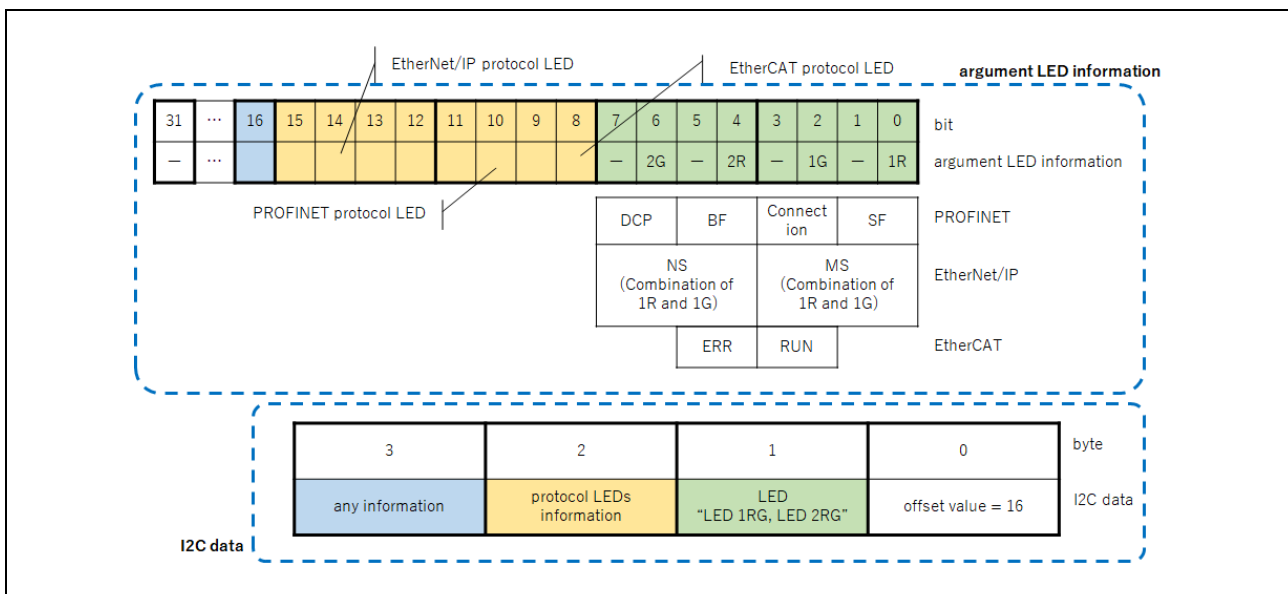 EtherNet/IP protocol LED
EtherCAT protocol LED
argument LED information
31 … 16 15 14 13 12 11 10 9 8 7 6 5 4 3 2 1 0 bit
— … — 2G — 2R — 1G — 1R argument LED information
PROFINET protocol LED
DCP BF Connect
ion SF PROFINET
NS
(Combination of
1R and 1G)
MS
(Combination of
1R and 1G)
EtherNet/IP
ERR RUN EtherCAT
3 2 1 0 byte
any information
protocol LEDs
information
LED
“LED 1RG, LED 2RG”
offset value = 16
I2C data
I2C data